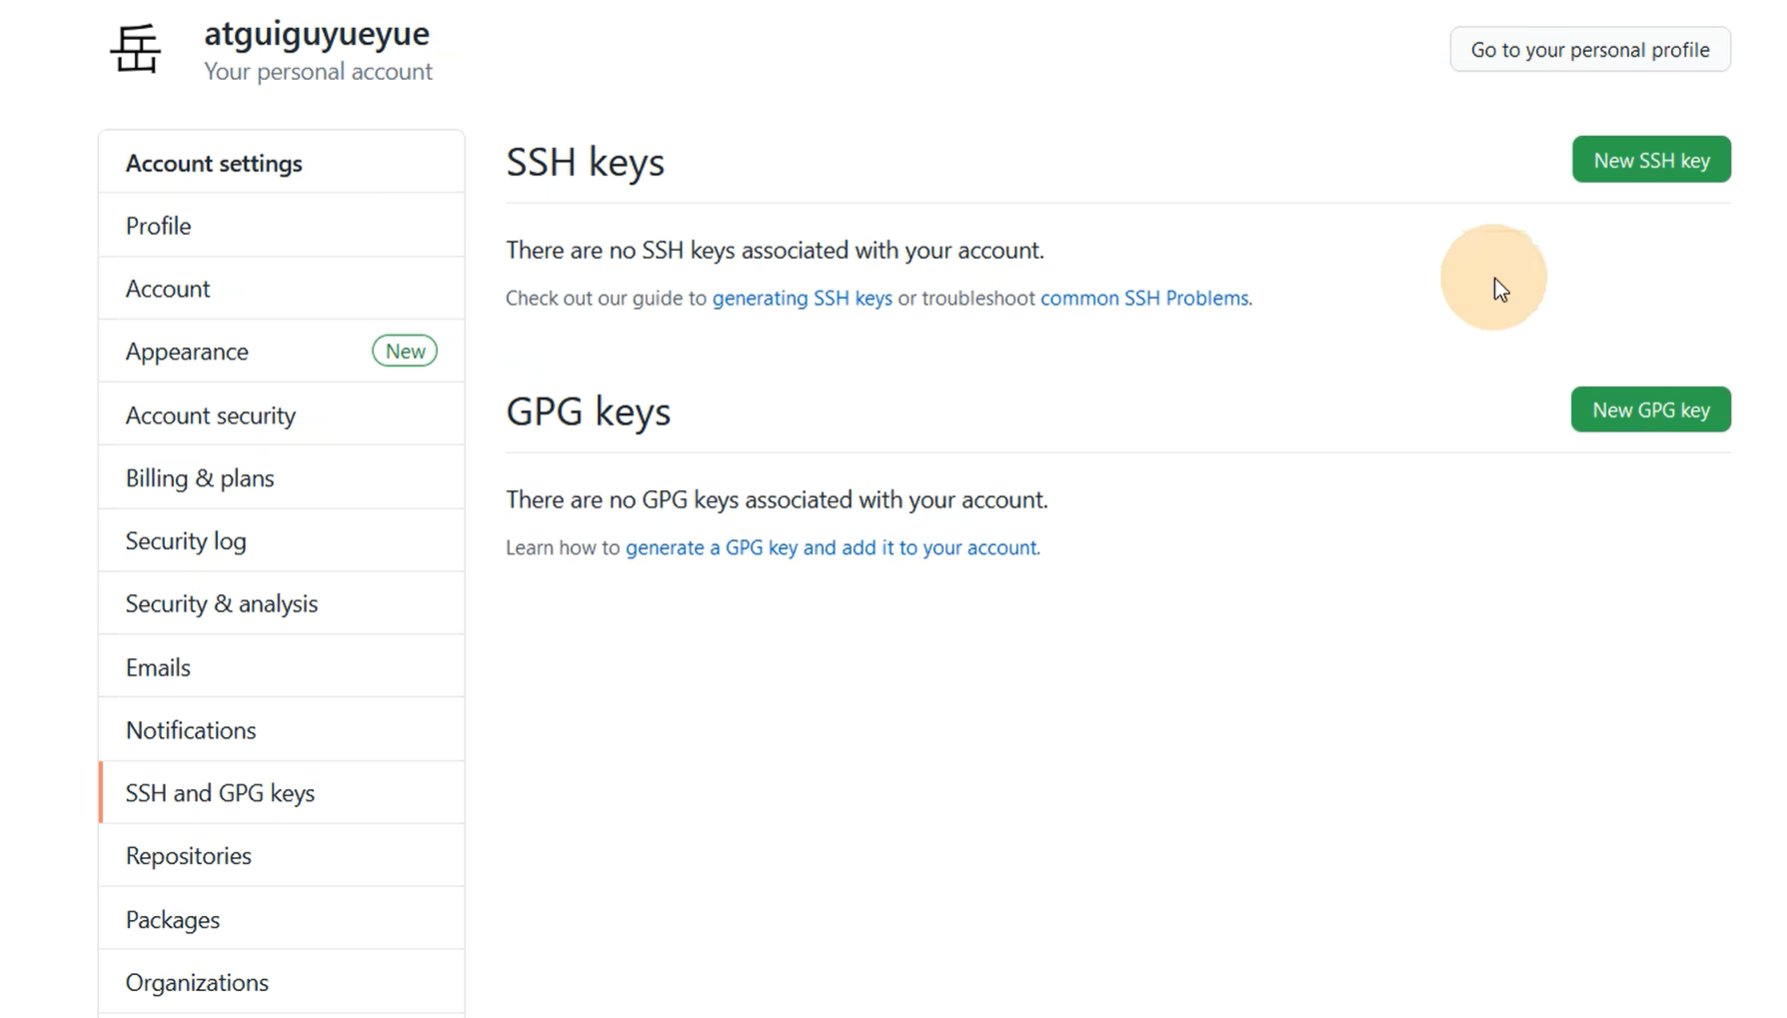 岳
atguiguyueyue
Your personal account
Go to your personal profile
Account settings
Profile
Account
Appearance New
Account security
Billing & plans
Security log
Security & analysis
Emails
Notifications
SSH and GPG keys
Repositories
Packages
Organizations
SSH keys
New SSH key
There are no SSH keys associated with your account.
Check out our guide to generating SSH keys or troubleshoot common SSH Problems.
GPG keys
New GPG key
There are no GPG keys associated with your account.
Learn how to generate a GPG key and add it to your account.